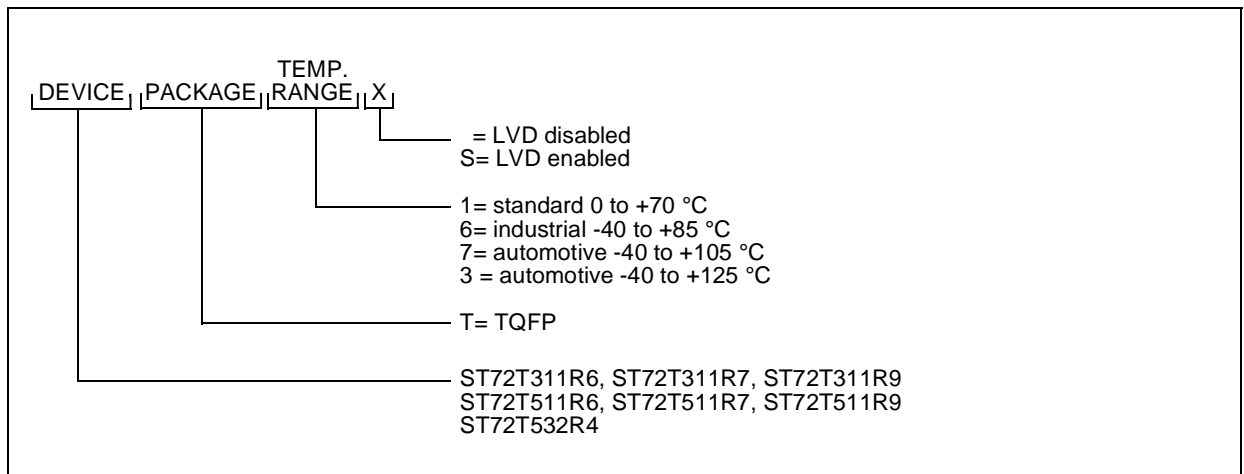 TEMP.
DEVICE PACKAGE RANGE X
= LVD disabled
S= LVD enabled
1= standard 0 to +70 °C
6= industrial -40 to +85 °C
7= automotive -40 to +105 °C
3 = automotive -40 to +125 °C
T= TQFP
ST72T311R6, ST72T311R7, ST72T311R9
ST72T511R6, ST72T511R7, ST72T511R9
ST72T532R4